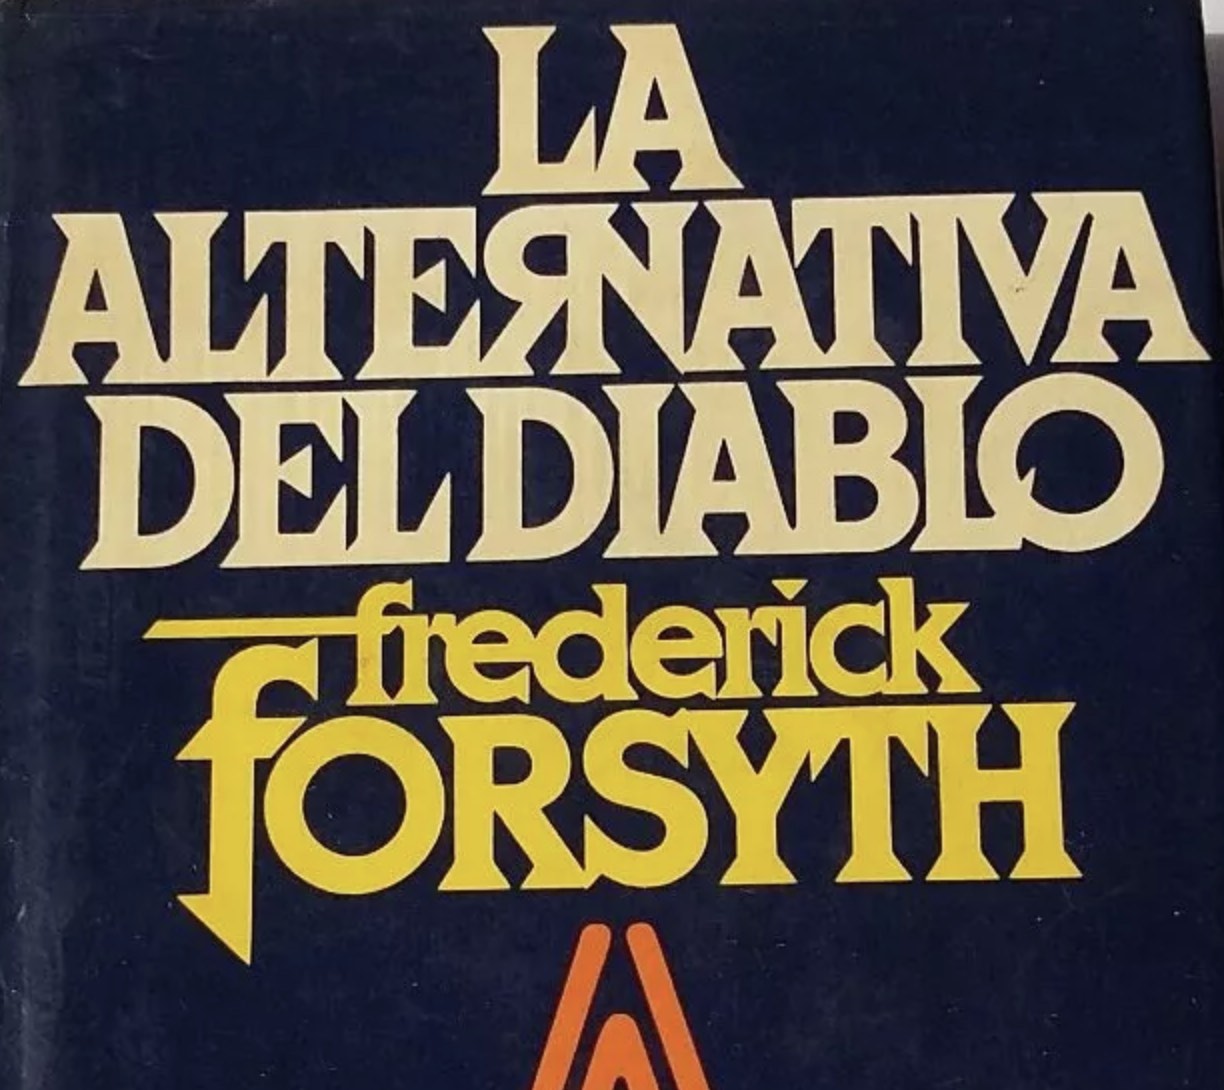 LA
ALTERNATIVA
DEL DIABLO
frederick
fORSYTH